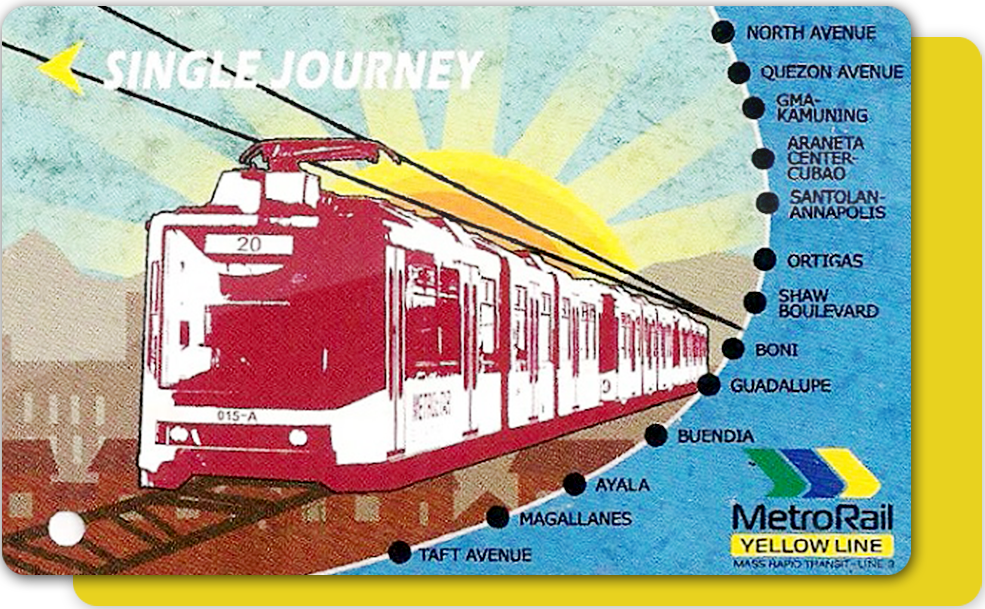 SINGLE JOURNEY
NORTH AVENUE
QUEZON AVENUE
GMA-
KAMUNING
ARANETA
CENTER-
CUBAO
SANTOLAN-
ANNAPOLIS
ORTIGAS
SHAW
BOULEVARD
BONI
GUADALUPE
BUENDIA
AYALA
MAGALLANES
TAFT AVENUE
20
015-A
METROSTAR
MetroRail
YELLOW LINE
MASS RAPID TRANSIT-LINE 3